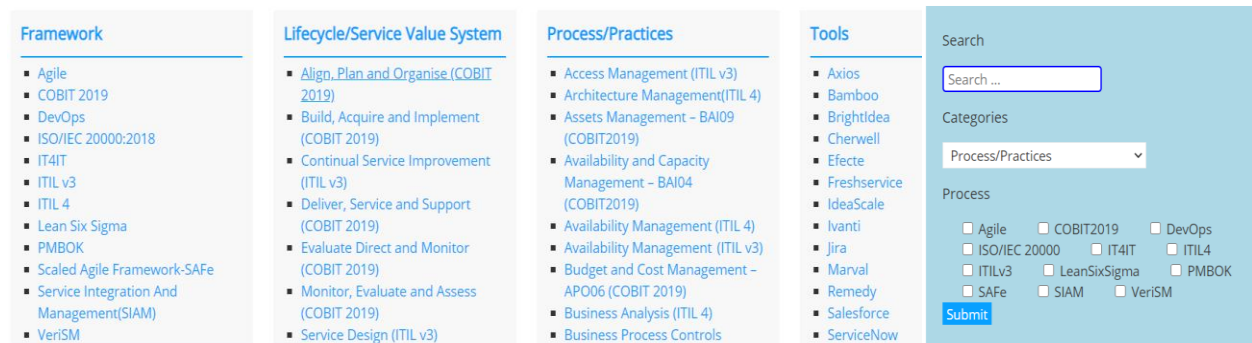 Framework
Agile
COBIT 2019
DevOps
ISO/IEC 20000:2018
IT4IT
ITIL v3
ITIL 4
Lean Six Sigma
PMBOK
Scaled Agile Framework-SAFe
Service Integration And
Management(SIAM)
VeriSM
Lifecycle/Service Value System
Align, Plan and Organise (COBIT
2019)
Build, Acquire and Implement
(COBIT 2019)
Continual Service Improvement
(ITIL v3)
Deliver, Service and Support
(COBIT 2019)
Evaluate Direct and Monitor
(COBIT 2019)
Monitor, Evaluate and Assess
(COBIT 2019)
Service Design (ITIL v3)
Process/Practices
Access Management (ITIL v3)
Architecture Management(ITIL 4)
Assets Management – BAI09
(COBIT2019)
Availability and Capacity
Management – BAI04
(COBIT2019)
Availability Management (ITIL 4)
Availability Management (ITIL v3)
Budget and Cost Management –
APO06 (COBIT 2019)
Business Analysis (ITIL 4)
Business Process Controls
Tools
Axios
Bamboo
BrightIdea
Cherwell
Efecte
Freshservice
IdeaScale
Ivanti
Jira
Marval
Remedy
Salesforce
ServiceNow
Search
Search ...
Categories
Process/Practices
Process
Agile COBIT2019 DevOps
ISO/IEC 20000 IT4IT ITIL4
ITILv3 LeanSixSigma PMBOK
SAFe SIAM VeriSM
Submit